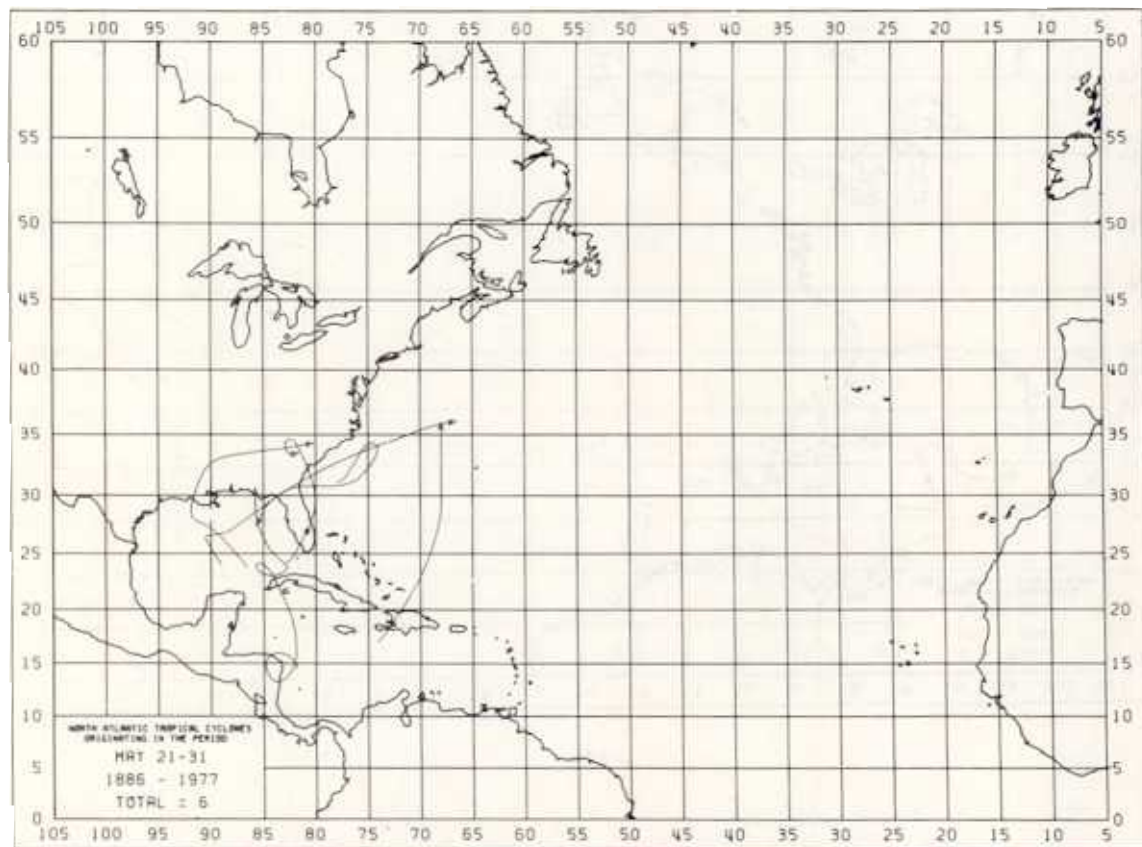 105 100 95 90 85 80 75 70 65 60 55 50 45 40 35 30 25 20 15 10 5
60 60
55 55
50 50
45 45
40 40
35 35
30 30
25 25
20 20
15 15
10 10
NORTH ATLANTIC TROPICAL CYCLONES
ORIGINATING IN THE PERIOD
MAY 21-31
5 5
1886 - 1977
TOTAL = 6
0 0
105 100 95 90 85 80 75 70 65 60 55 50 45 40 35 30 25 20 15 10 5